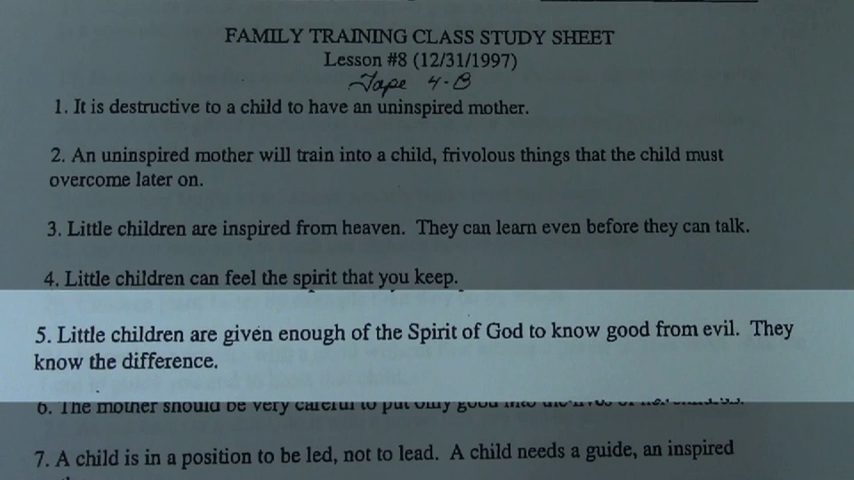 FAMILY TRAINING CLASS STUDY SHEET
Lesson #8 (12/31/1997)
Tape 4-B
1. It is destructive to a child to have an uninspired mother.
2. An uninspired mother will train into a child, frivolous things that the child must
overcome later on.
3. Little children are inspired from heaven. They can learn even before they can talk.
4. Little children can feel the spirit that you keep.
5. Little children are given enough of the Spirit of God to know good from evil. They
know the difference.
6. The mother should be very careful to put only good into the
7. A child is in a position to be led, not to lead. A child needs a guide, an inspired